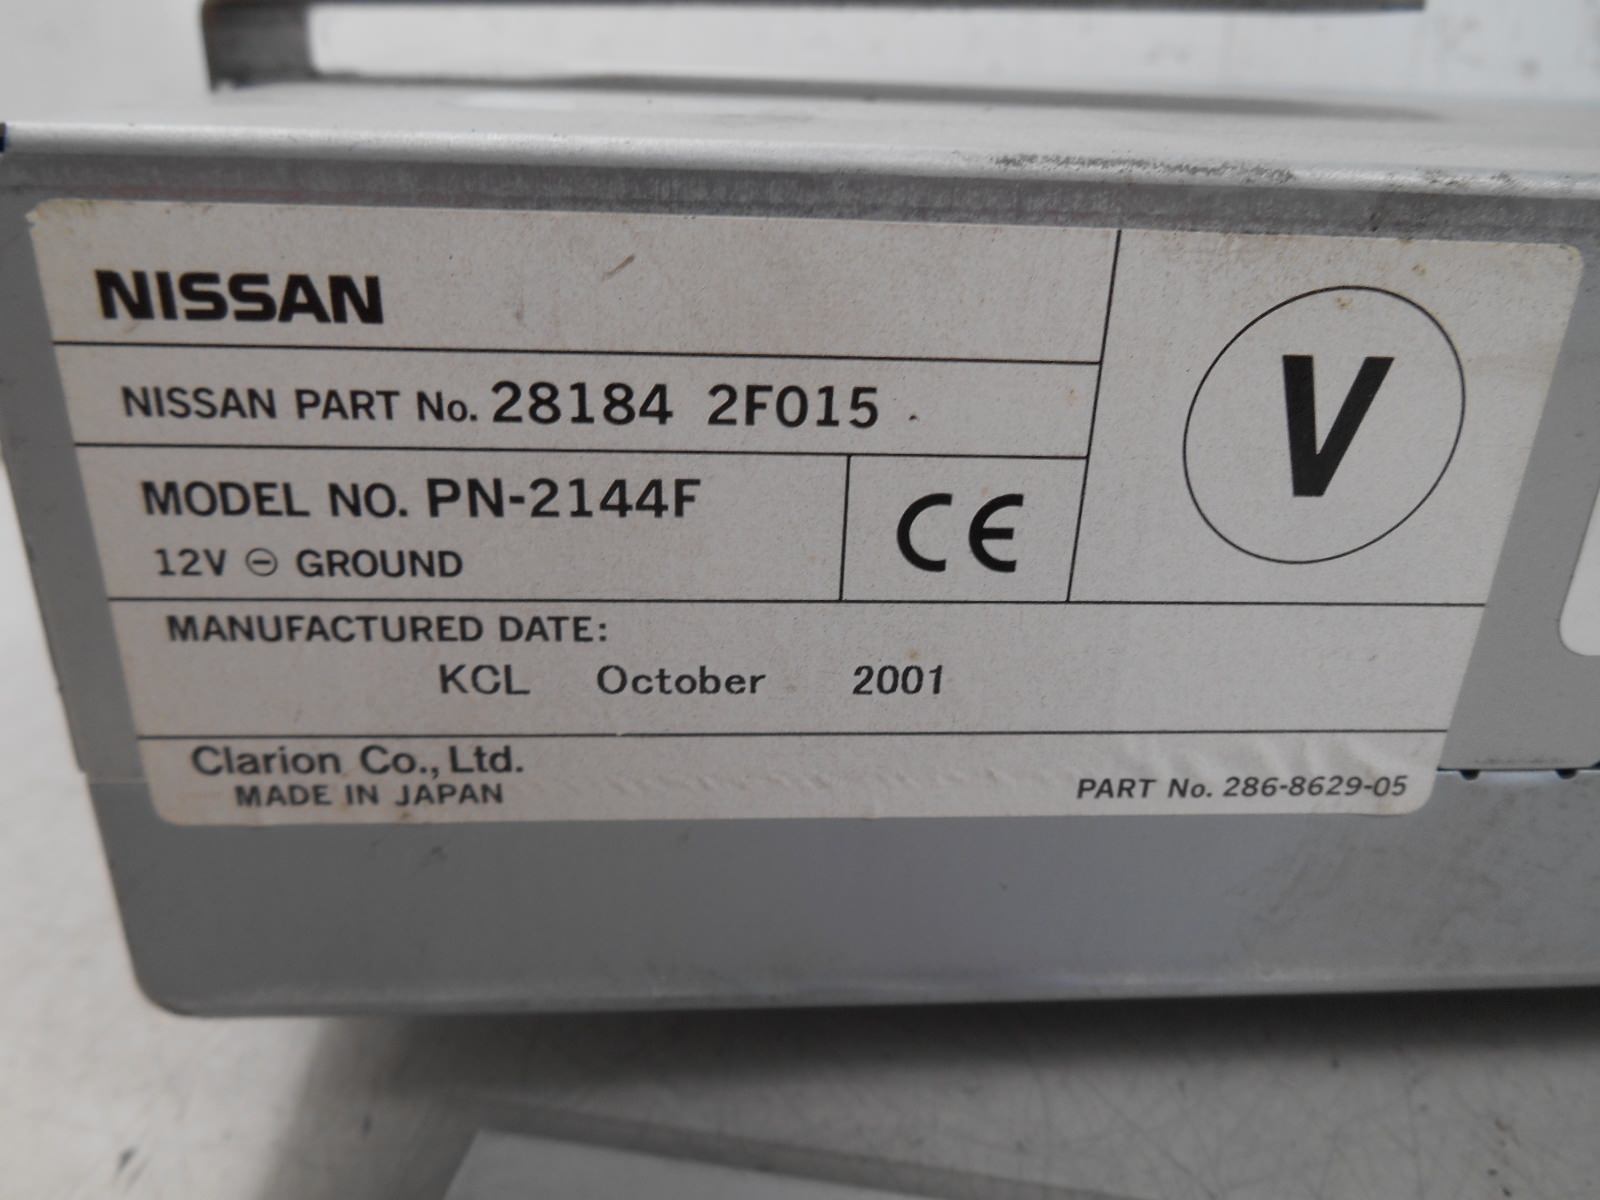 NISSAN
NISSAN PART No. 28184 2F015
MODEL NO. PN-2144F
12V ⊖ GROUND
CE
V
MANUFACTURED DATE:
KCL October 2001
Clarion Co., Ltd.
MADE IN JAPAN
PART No. 286-8629-05